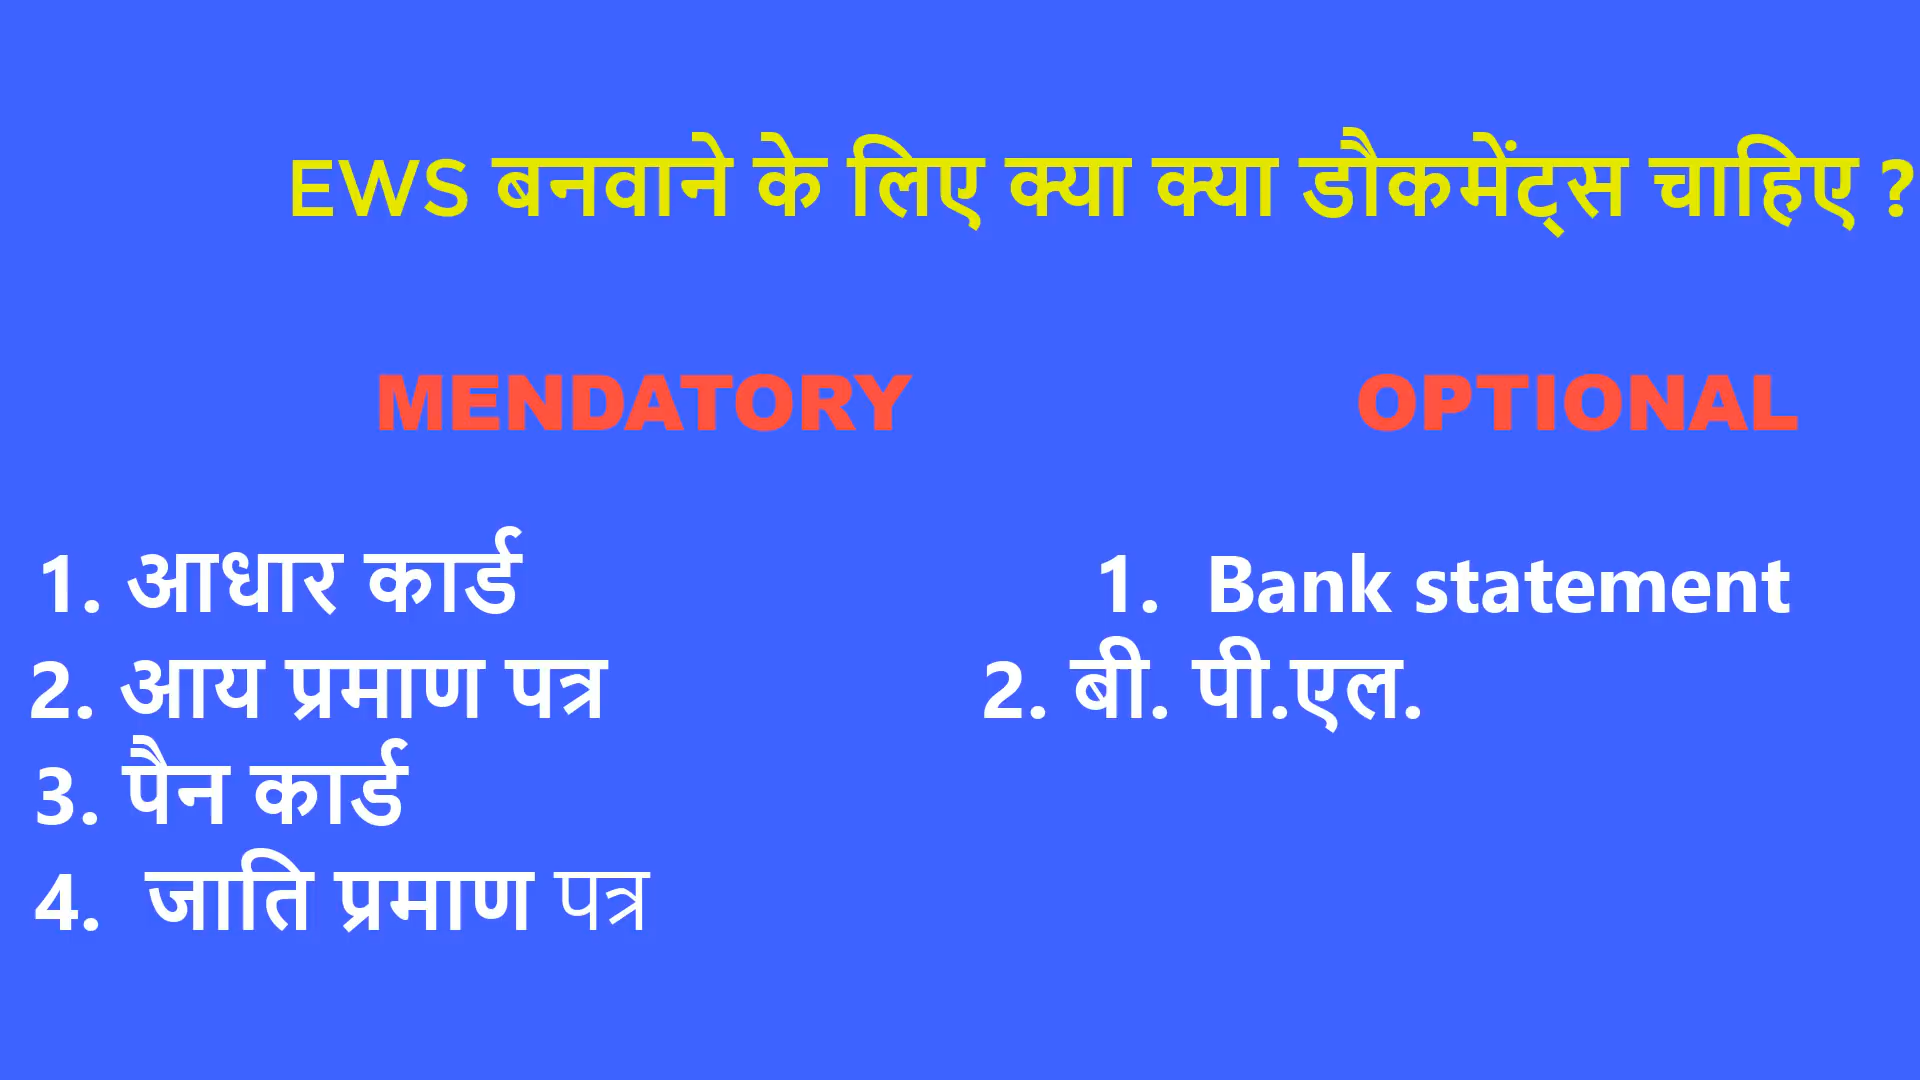 EWS बनवाने के लिए क्या क्या डौकमेंट्स चाहिए ?
MENDATORY
OPTIONAL
1. आधार कार्ड
2. आय प्रमाण पत्र
3. पैन कार्ड
4. जाति प्रमाण पत्र
1. Bank statement
2. बी. पी.एल.